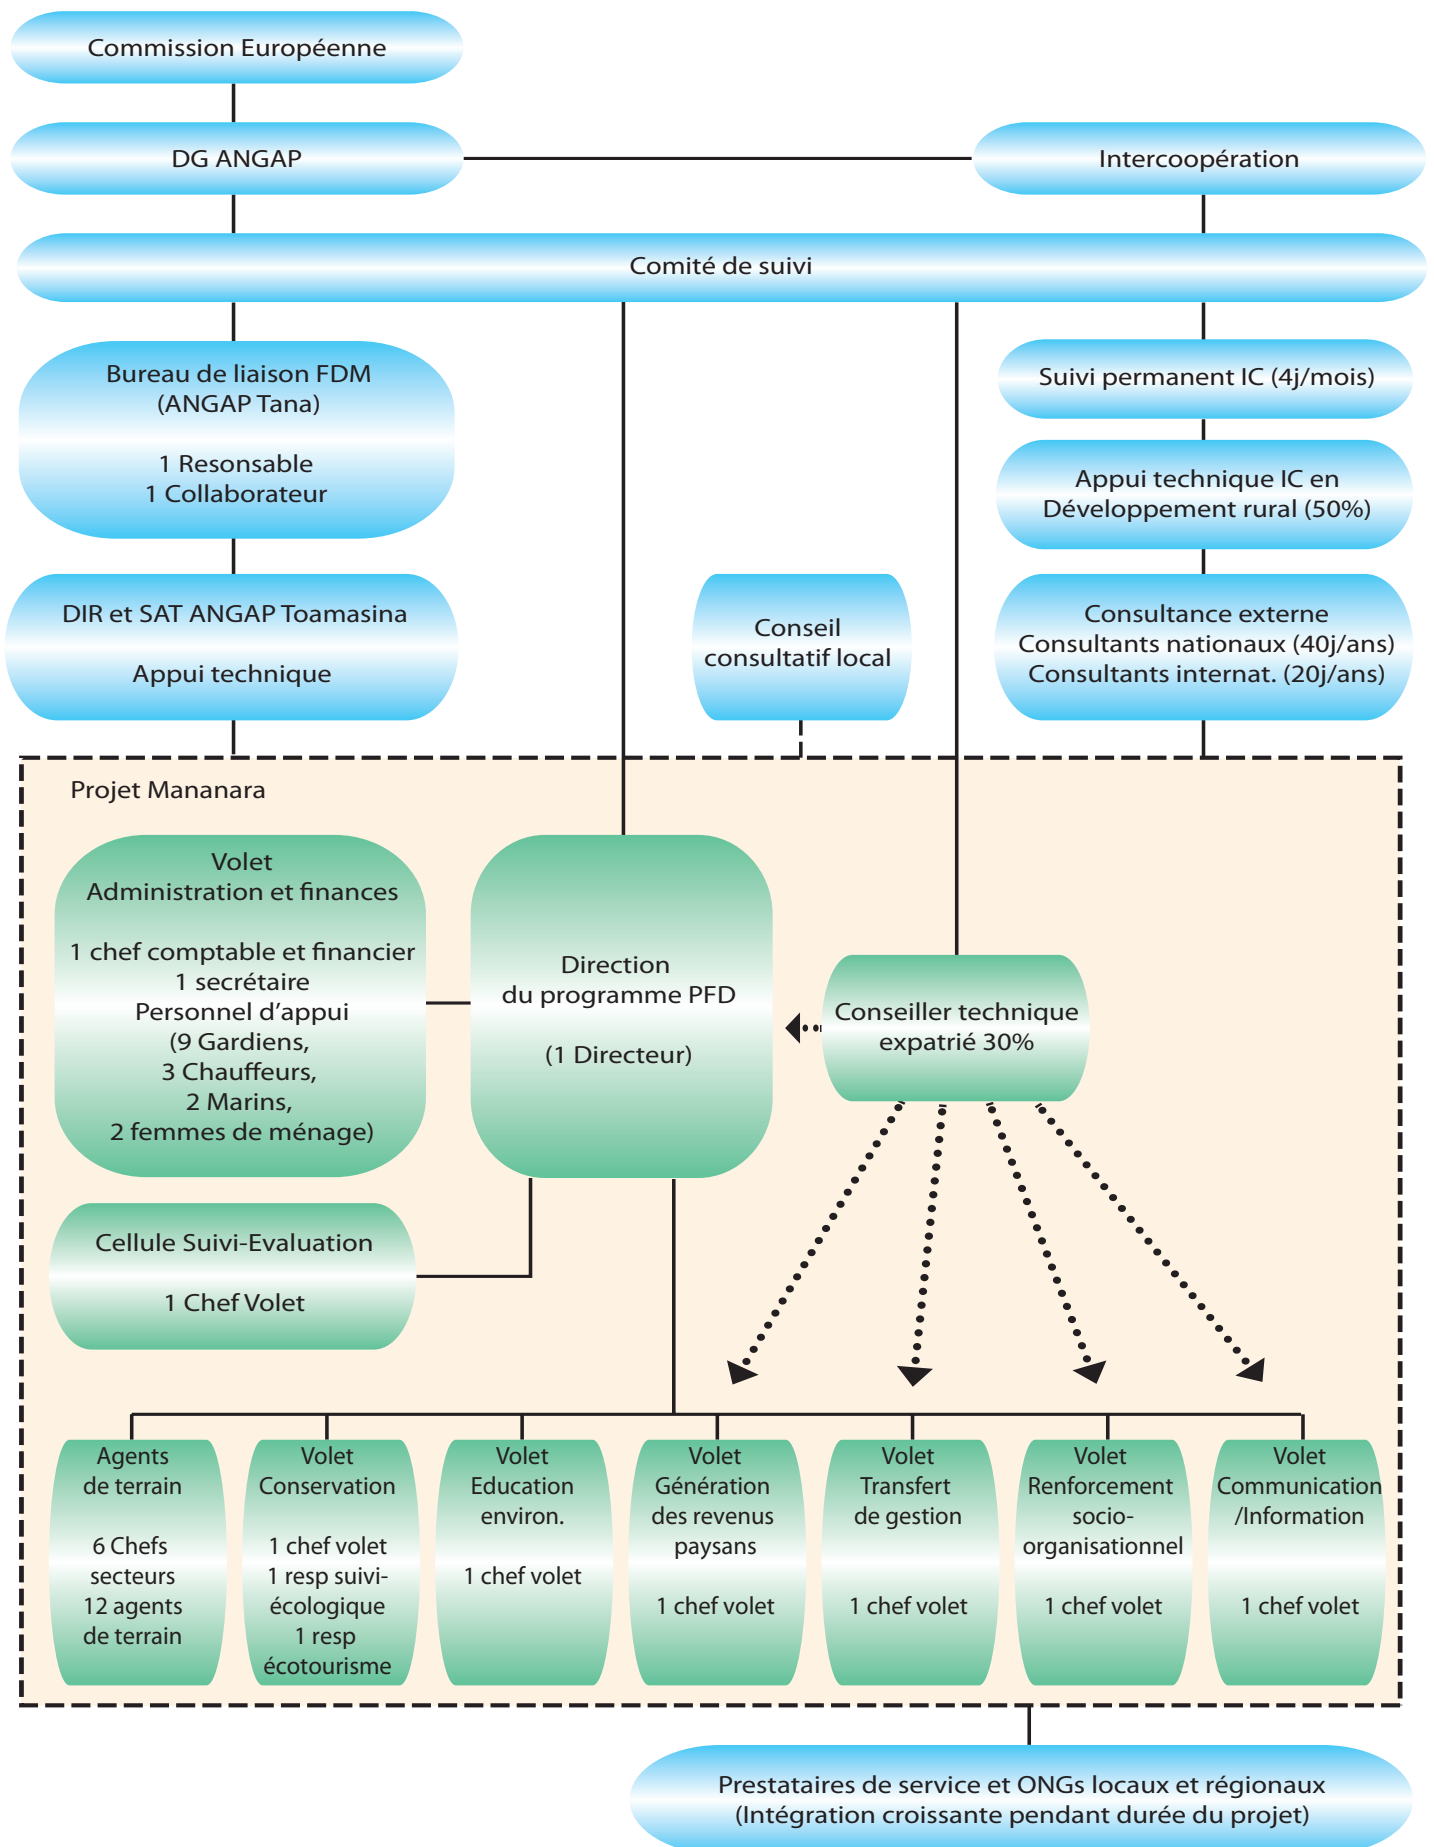 Commission Européenne
DG ANGAP
Intercoopération
Comité de suivi
Bureau de liaison FDM
(ANGAP Tana)
1 Resonsable
1 Collaborateur
Suivi permanent IC (4j/mois)
Appui technique IC en
Développement rural (50%)
DIR et SAT ANGAP Toamasina
Appui technique
Conseil
consultatif local
Consultance externe
Consultants nationaux (40j/ans)
Consultants internat. (20j/ans)
Projet Mananara
Volet
Administration et finances
1 chef comptable et financier
1 secrétaire
Personnel d'appui
(9 Gardiens,
3 Chauffeurs,
2 Marins,
2 femmes de ménage)
Direction
du programme PFD
(1 Directeur)
Conseiller technique
expatrié 30%
Cellule Suivi-Evaluation
1 Chef Volet
Agents
de terrain
6 Chefs
secteurs
12 agents
de terrain
Volet
Conservation
1 chef volet
1 resp suivi-
écologique
1 resp
écotourisme
Volet
Education
environ.
1 chef volet
Volet
Génération
des revenus
paysans
1 chef volet
Volet
Transfert
de gestion
1 chef volet
Volet
Renforcement
socio-
organisationnel
1 chef volet
Volet
Communication
/Information
1 chef volet
Prestataires de service et ONGs locaux et régionaux
(Intégration croissante pendant durée du projet)